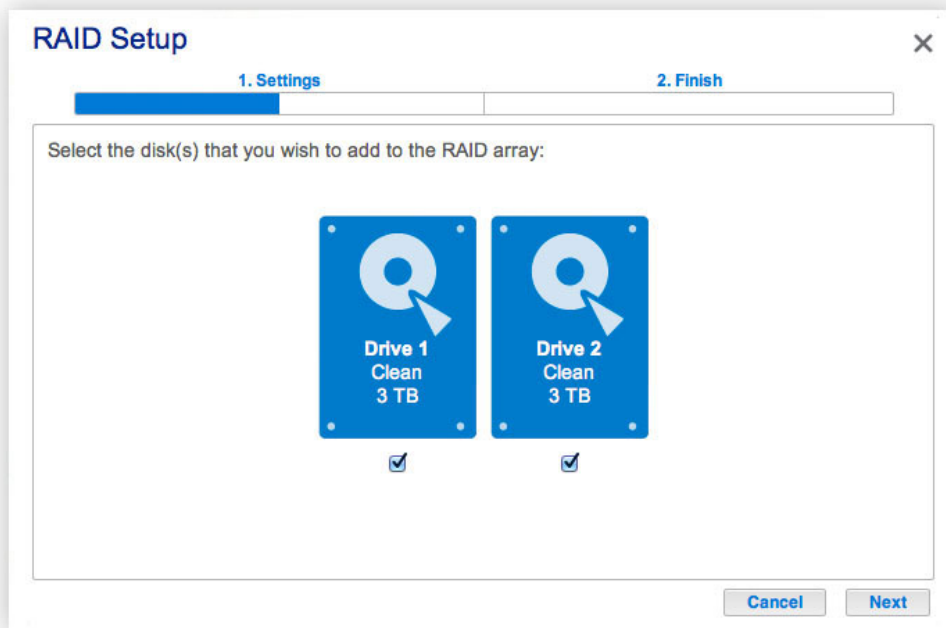 RAID Setup
1. Settings
2. Finish
Select the disk(s) that you wish to add to the RAID array:
Drive 1
Clean
3 TB
Drive 2
Clean
3 TB
Cancel
Next